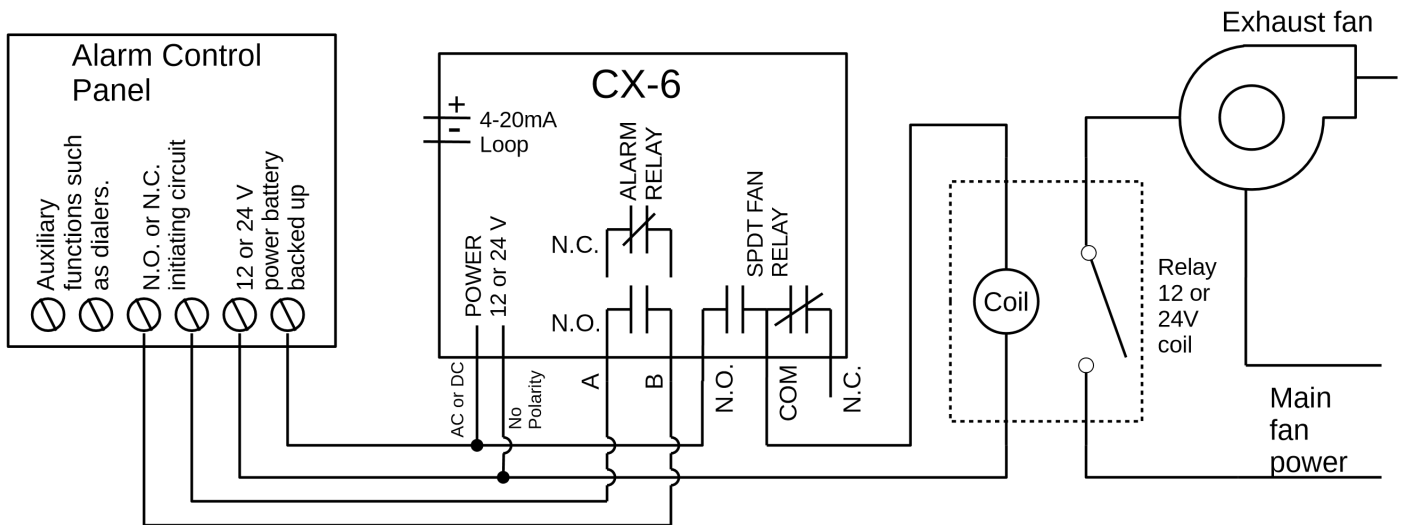 Exhaust fan
Alarm Control
Panel
CX-6
+
-
4-20mA
Loop
Auxiliary
functions such
as dialers.
N.O. or N.C.
initiating circuit
12 or 24 V
power battery
backed up
POWER
12 or 24 V
ALARM
RELAY
N.C.
N.O.
SPDT FAN
RELAY
Coil
Relay
12 or
24V
coil
AC or DC
No
Polarity
A
B
N.O.
COM
N.C.
Main
fan
power